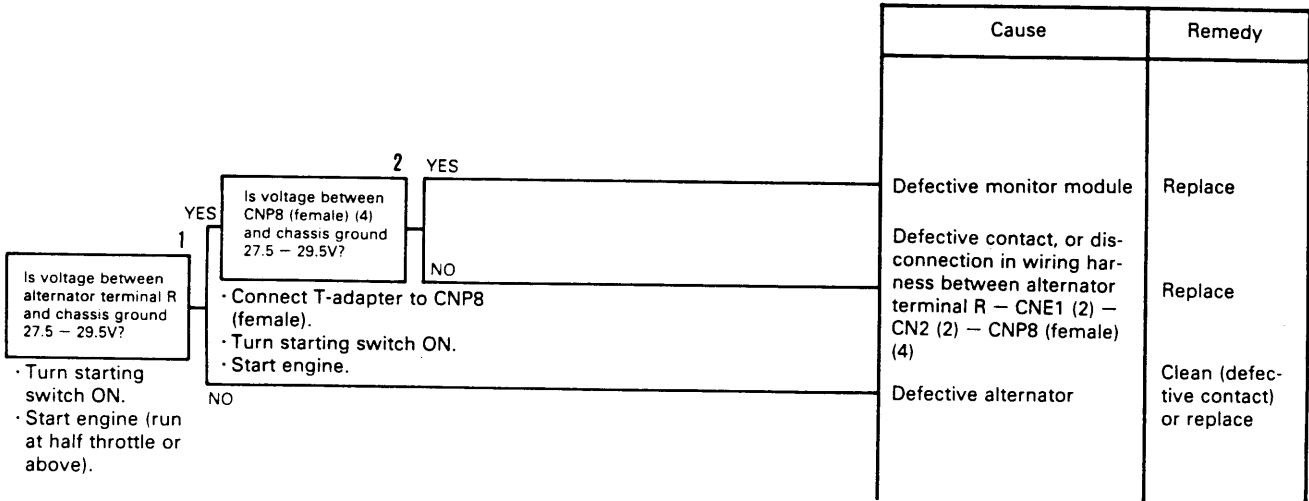 Cause
Remedy
2
YES
Is voltage between
CNP8 (female) (4)
and chassis ground
27.5 – 29.5V?
Defective monitor module
Replace
YES
1
Is voltage between
alternator terminal R
and chassis ground
27.5 – 29.5V?
NO
Defective contact, or dis-
connection in wiring har-
ness between alternator
terminal R – CNE1 (2) –
CN2 (2) – CNP8 (female)
(4)
Replace
· Connect T-adapter to CNP8
(female).
· Turn starting switch ON.
· Start engine.
· Turn starting
switch ON.
· Start engine (run
at half throttle or
above).
NO
Defective alternator
Clean (defec-
tive contact)
or replace